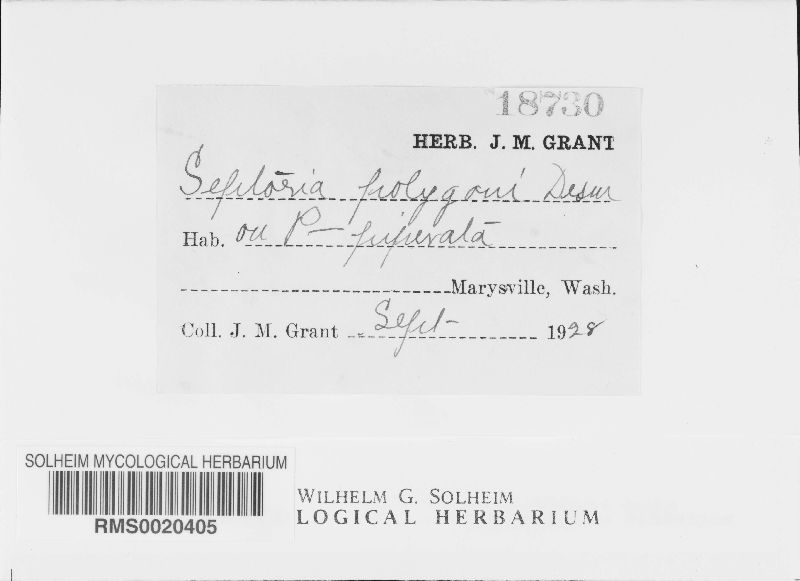 18730
HERB. J. M. GRANT
Septoria polygoni Desm
Hab. on P– piperata
Marysville, Wash.
Coll. J. M. Grant Sept– 1928
SOLHEIM MYCOLOGICAL HERBARIUM
RMS0020405
WILHELM G. SOLHEIM
LOGICAL HERBARIUM